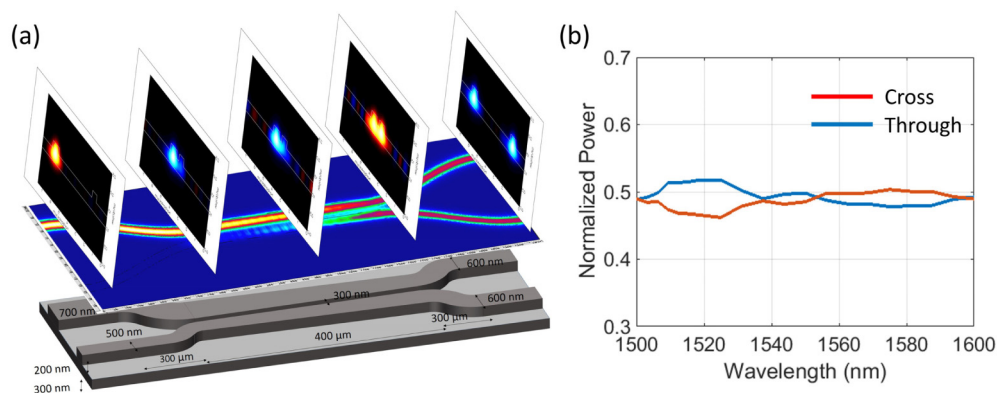 (a)
700 nm
500 nm
200 nm
300 nm
300 μm
400 μm
300 nm
600 nm
600 nm
300 μm
(b)
0.7
0.6
0.5
0.4
0.3
Normalized Power
Cross
Through
1500
1520
1540
1560
1580
1600
Wavelength (nm)